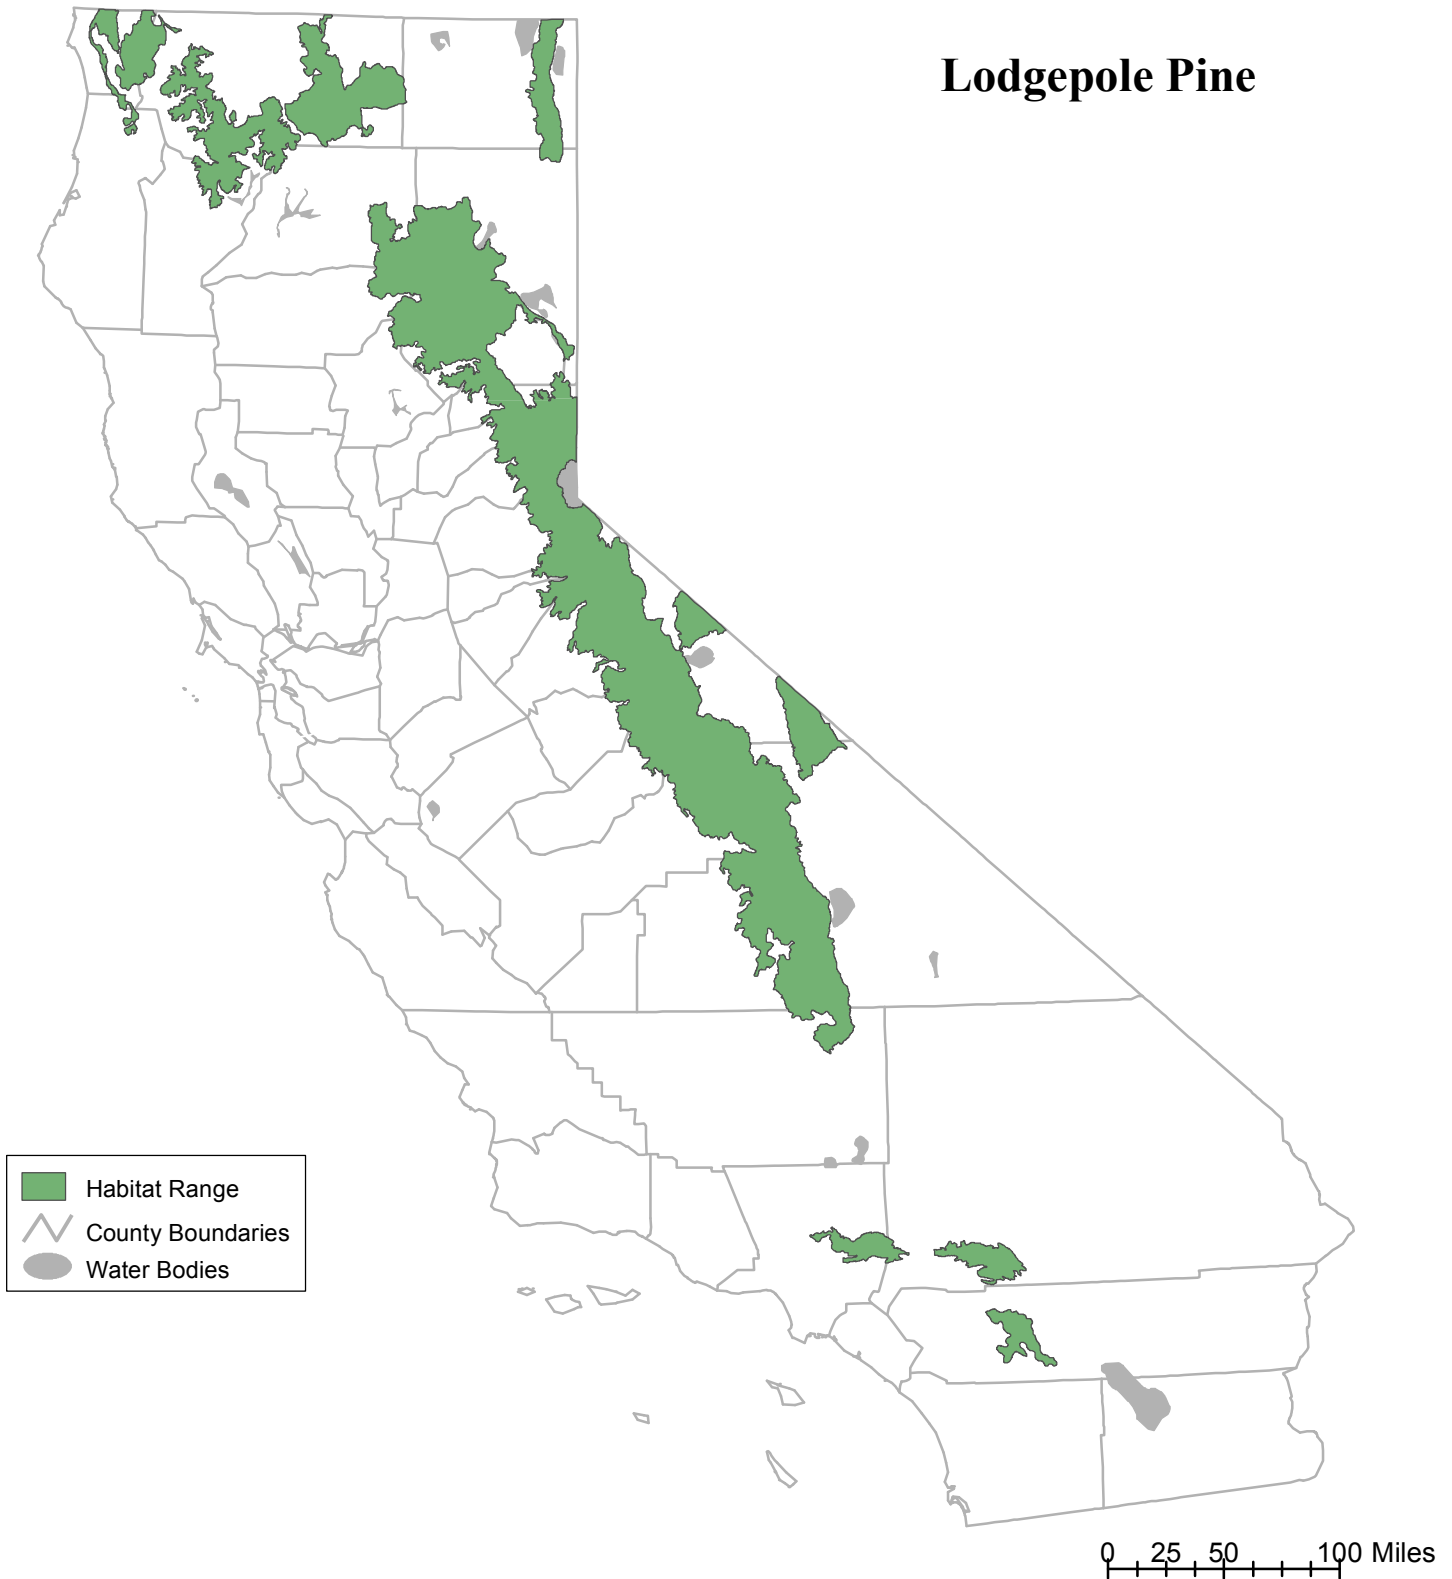 Lodgepole Pine
Habitat Range
County Boundaries
Water Bodies
0 25 50 100 Miles